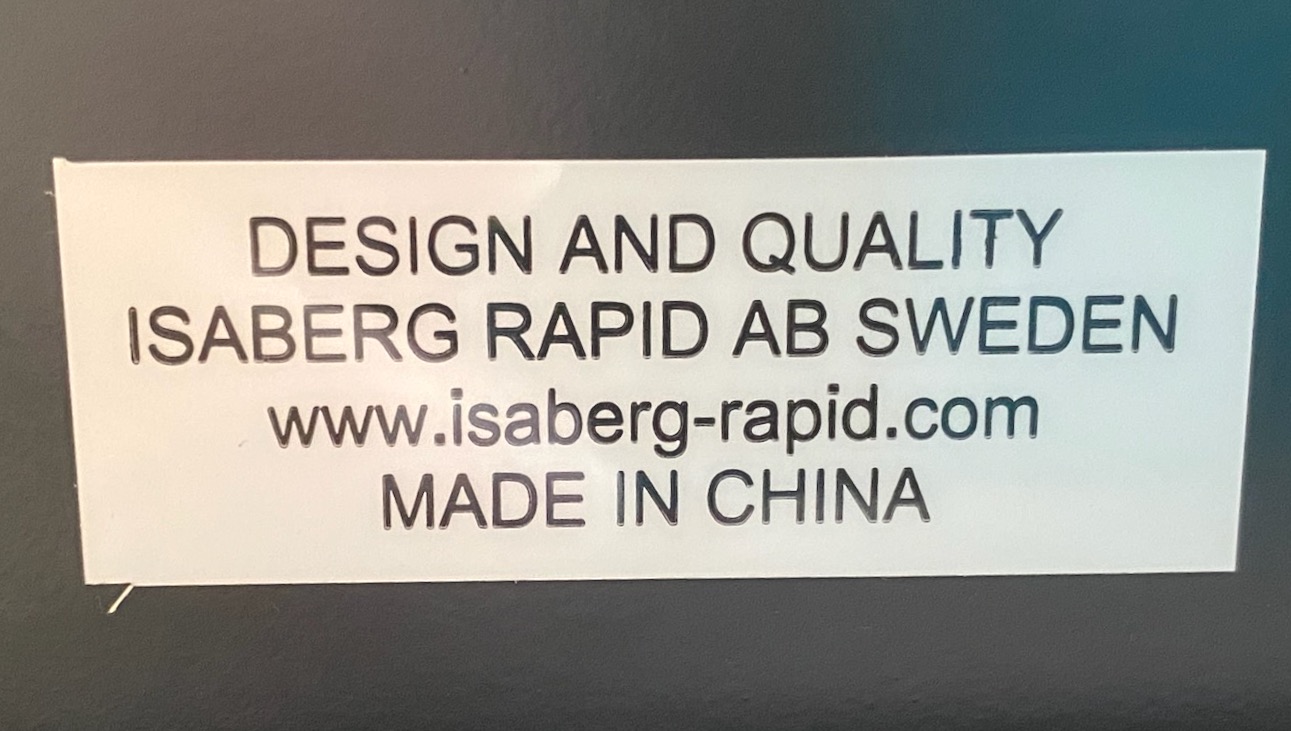 DESIGN AND QUALITY
ISABERG RAPID AB SWEDEN
www.isaberg-rapid.com
MADE IN CHINA